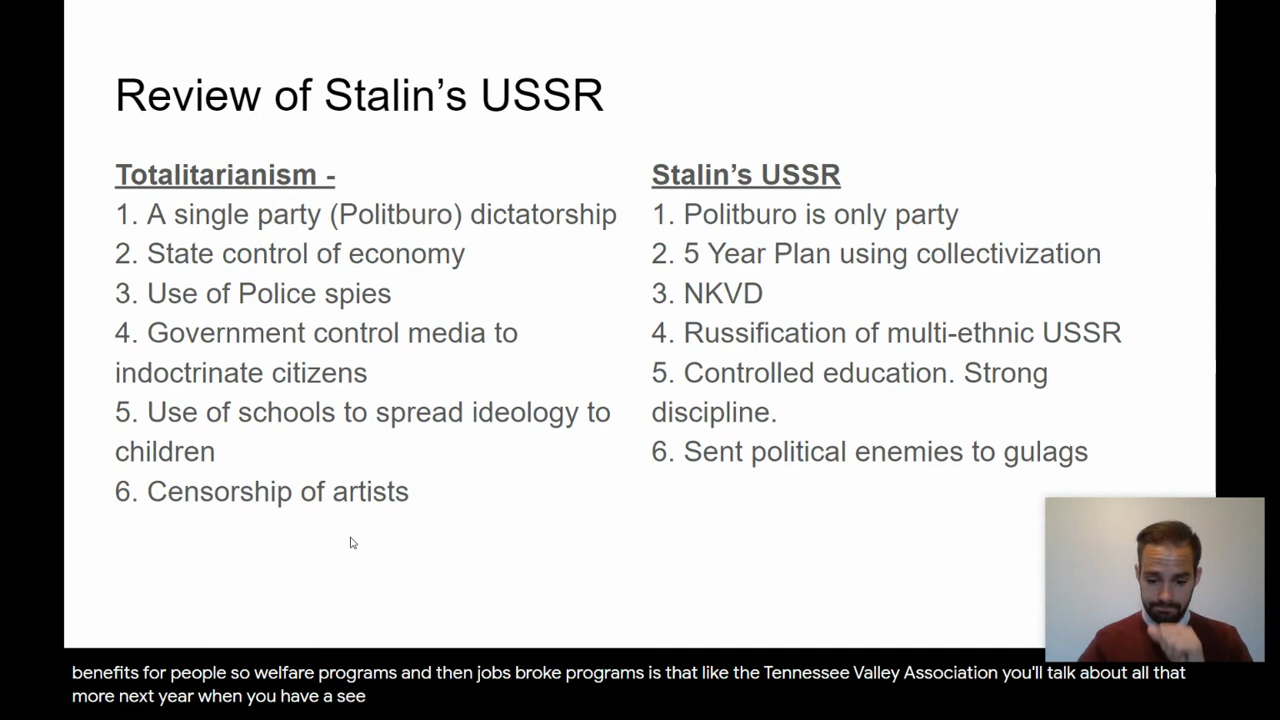 Review of Stalin’s USSR
Totalitarianism -
1. A single party (Politburo) dictatorship
2. State control of economy
3. Use of Police spies
4. Government control media to
indoctrinate citizens
5. Use of schools to spread ideology to
children
6. Censorship of artists
Stalin’s USSR
1. Politburo is only party
2. 5 Year Plan using collectivization
3. NKVD
4. Russification of multi-ethnic USSR
5. Controlled education. Strong
discipline.
6. Sent political enemies to gulags
benefits for people so welfare programs and then jobs broke programs is that like the Tennessee Valley Association you'll talk about all that
more next year when you have a see